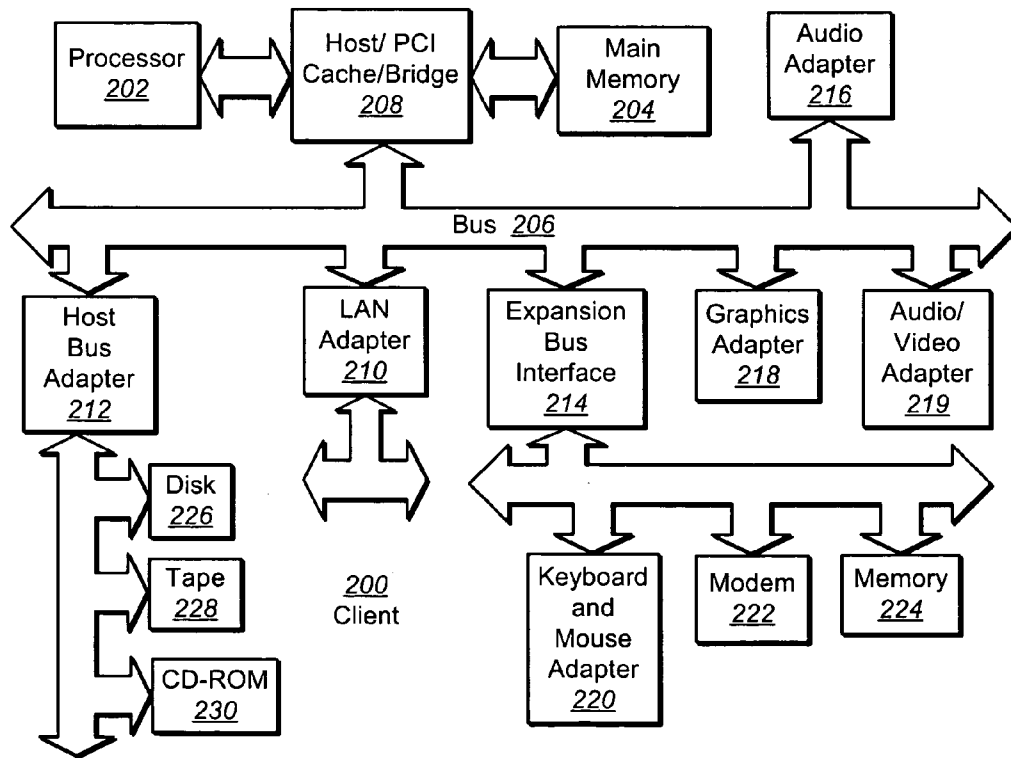 Processor
202
Host/ PCI
Cache/Bridge
208
Main
Memory
204
Audio
Adapter
216
Bus 206
Host
Bus
Adapter
212
LAN
Adapter
210
Expansion
Bus
Interface
214
Graphics
Adapter
218
Audio/
Video
Adapter
219
Disk
226
Tape
228
CD-ROM
230
200
Client
Keyboard
and
Mouse
Adapter
220
Modem
222
Memory
224